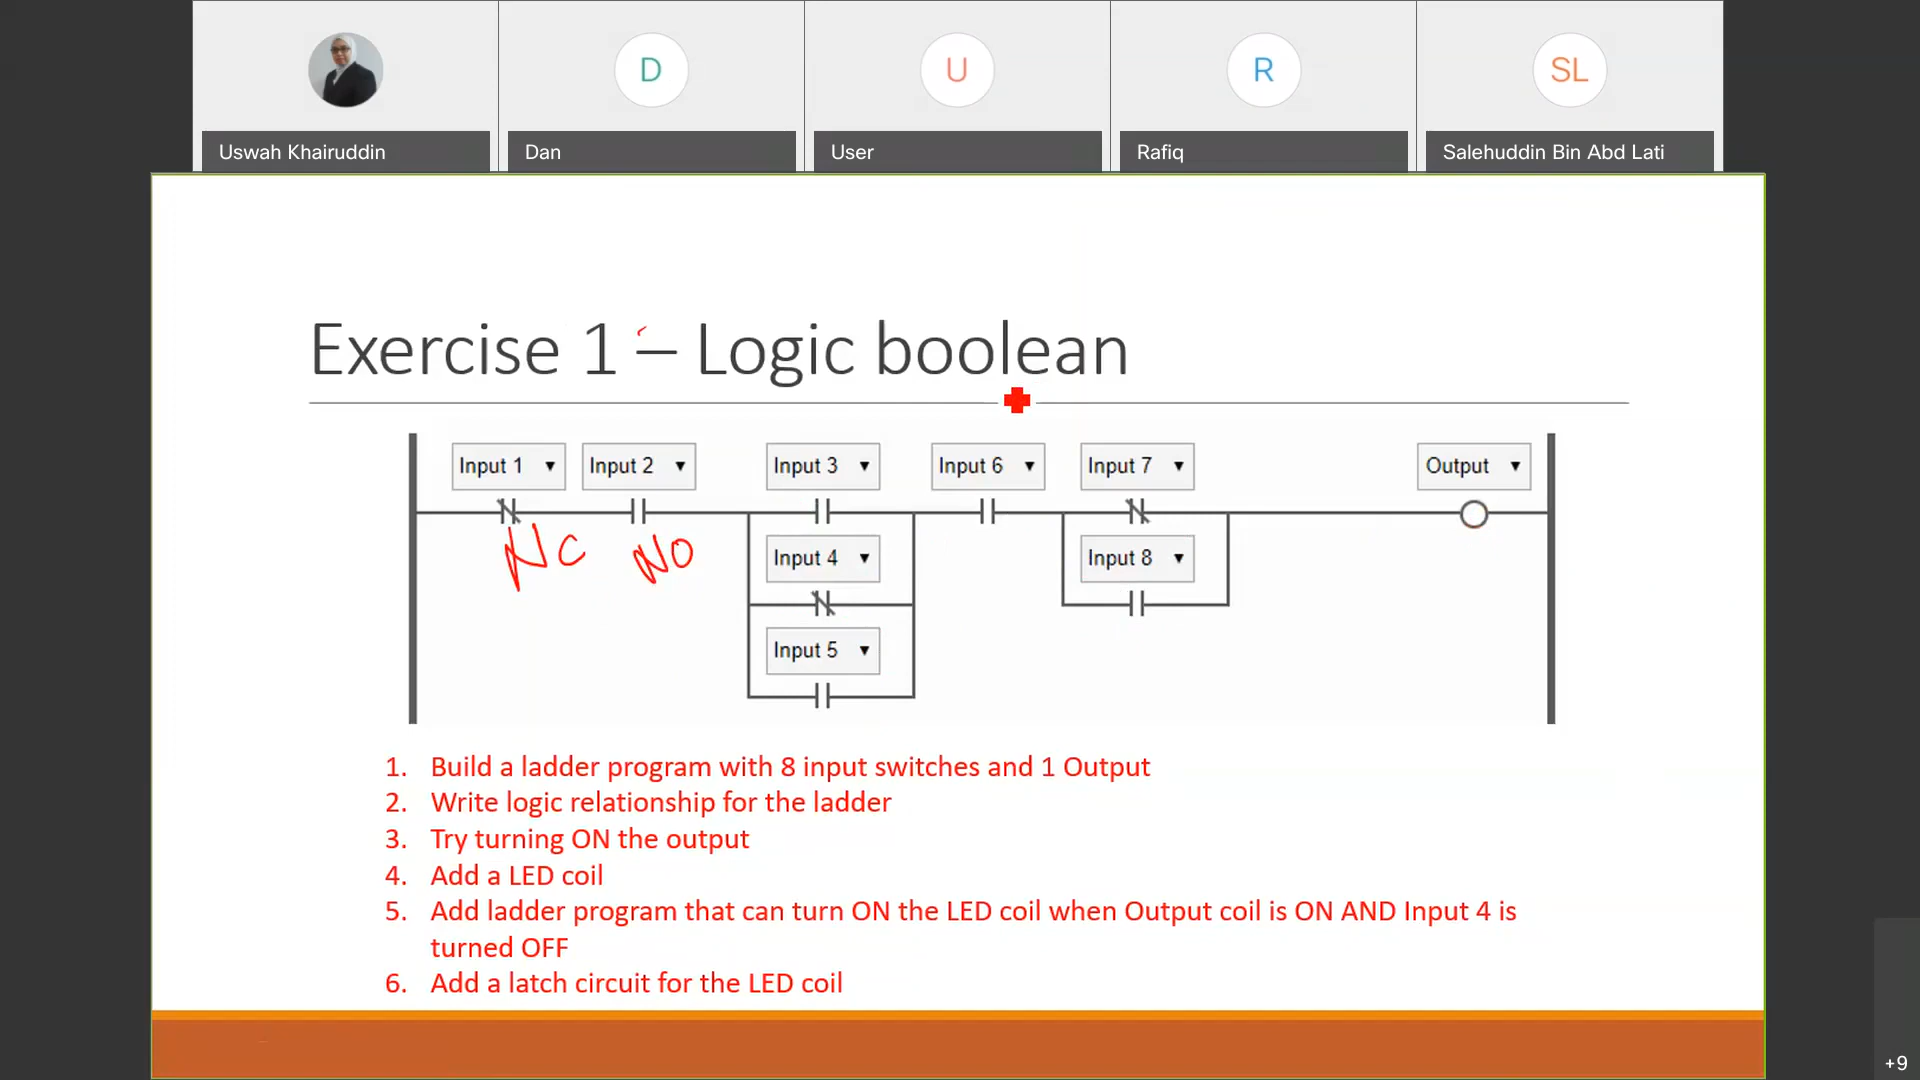 D
U
R
SL
Uswah Khairuddin
Dan
User
Rafiq
Salehuddin Bin Abd Lati
Exercise 1 – Logic boolean
Input 1 Input 2 Input 3 Input 6 Input 7 Output
NC NO
Input 4 Input 8
Input 5
1. Build a ladder program with 8 input switches and 1 Output
2. Write logic relationship for the ladder
3. Try turning ON the output
4. Add a LED coil
5. Add ladder program that can turn ON the LED coil when Output coil is ON AND Input 4 is
turned OFF
6. Add a latch circuit for the LED coil
+9